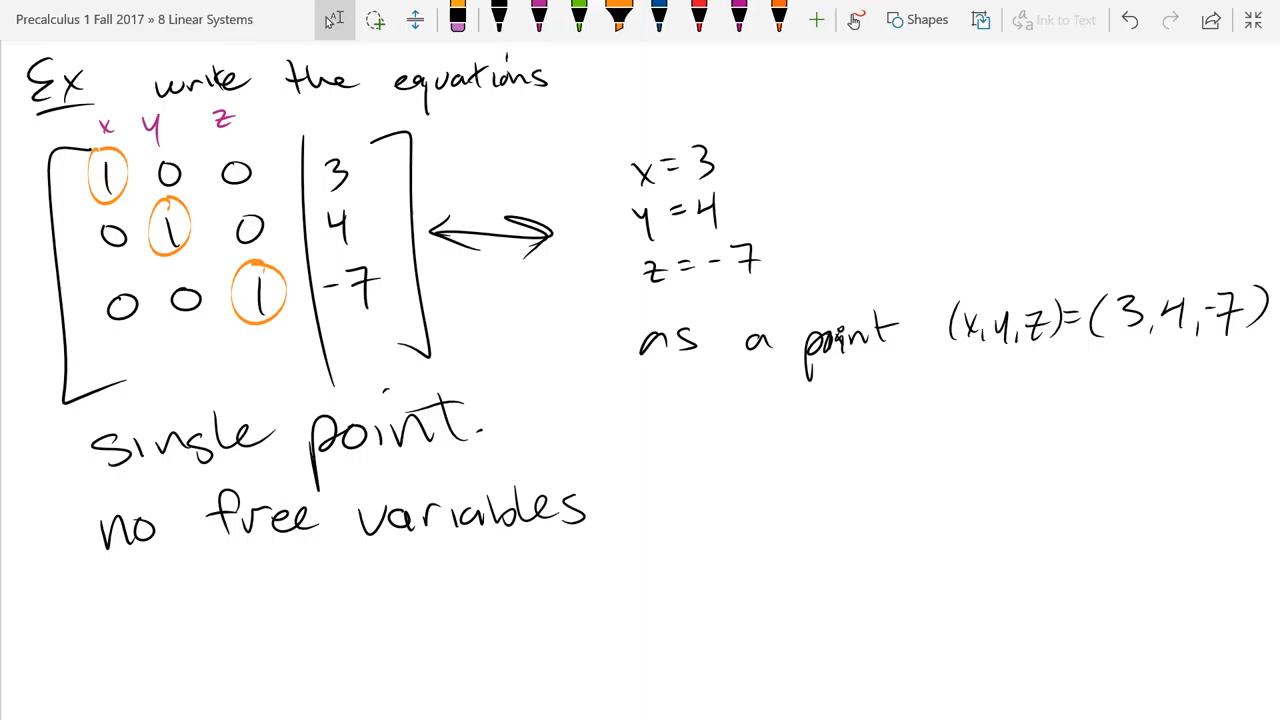 Precalculus 1 Fall 2017 » 8 Linear Systems
Shapes
Ink to Text
Ex write the equations
x y z
1 0 0 3
0 1 0 4
0 0 1 -7
x = 3
y = 4
z = -7
as a point (x,y,z)=(3,4,-7)
single point.
no free variables